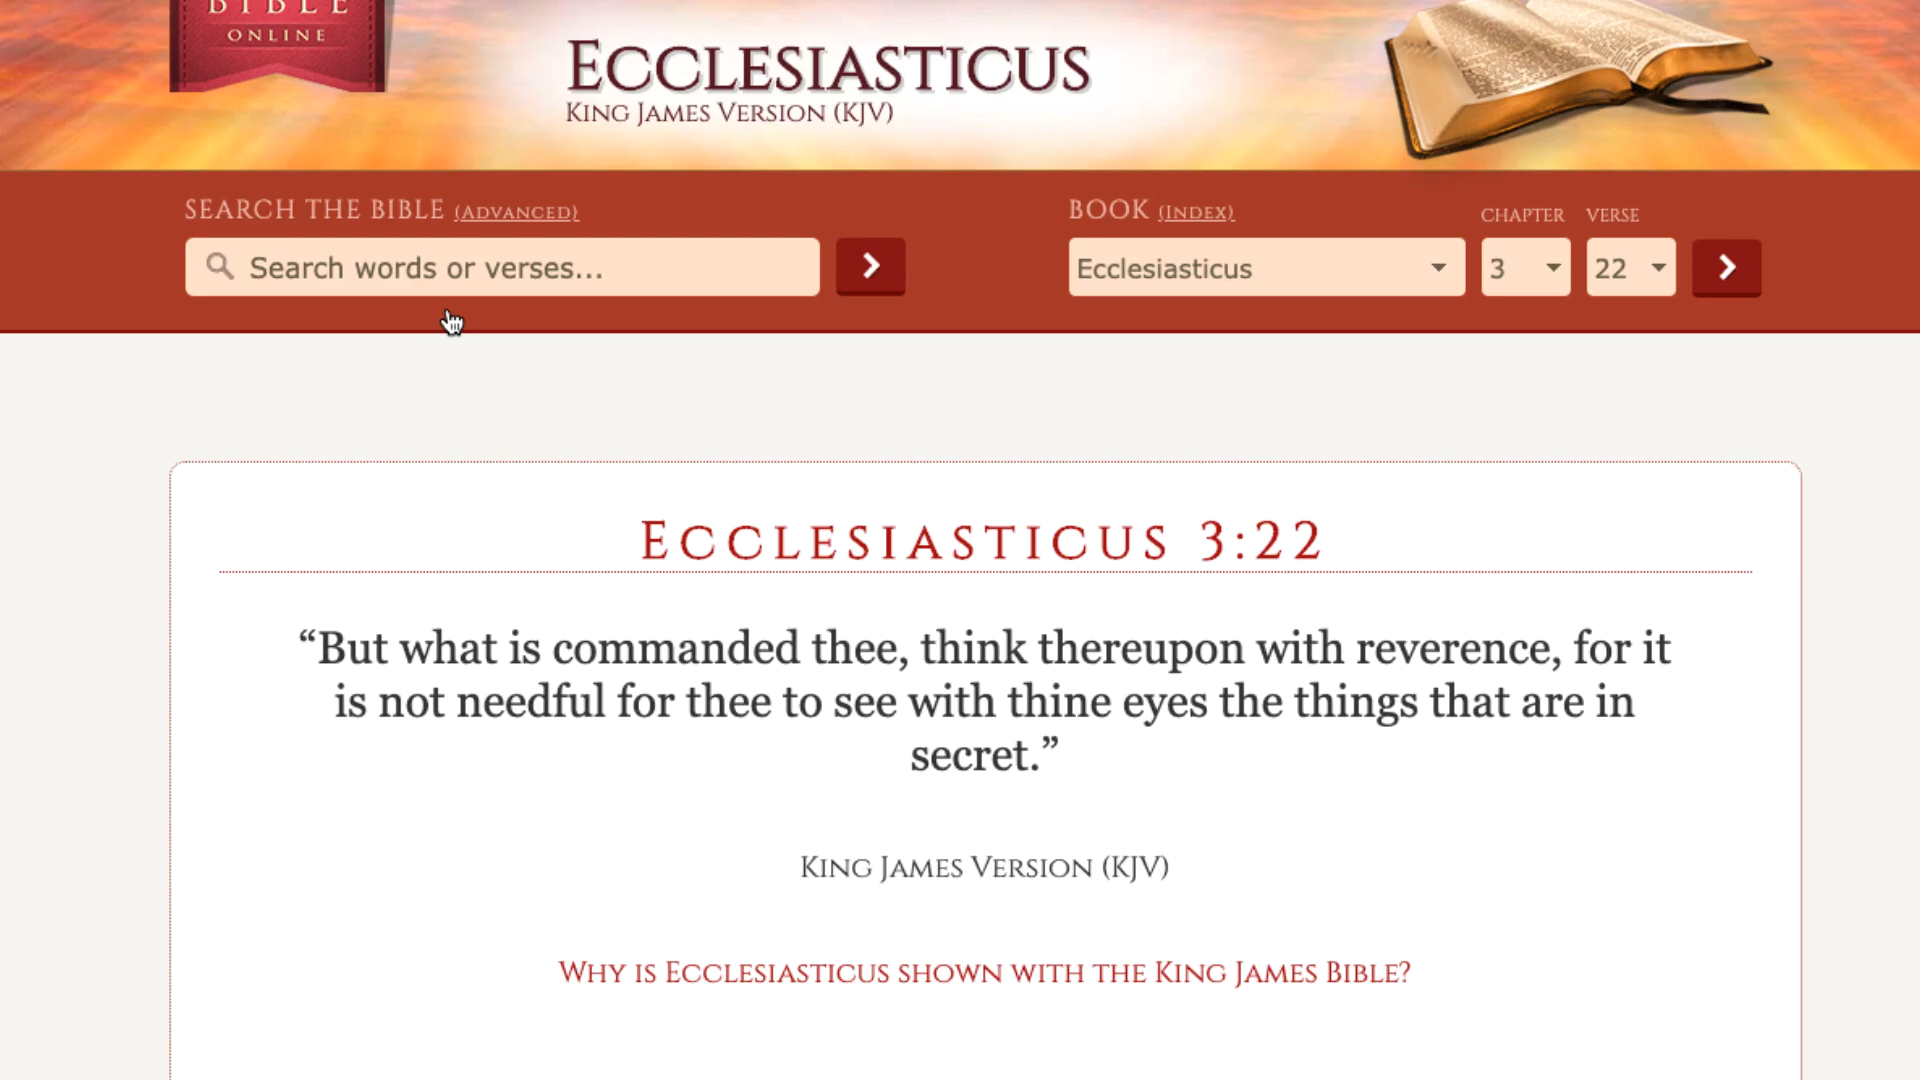 BIBLE
ONLINE
Ecclesiasticus
King James Version (KJV)
SEARCH THE BIBLE (Advanced)
BOOK (Index)
CHAPTER VERSE
Search words or verses...
Ecclesiasticus
3
22
Ecclesiasticus 3:22
“But what is commanded thee, think thereupon with reverence, for it
is not needful for thee to see with thine eyes the things that are in
secret.”
King James Version (KJV)
Why is Ecclesiasticus shown with the King James Bible?